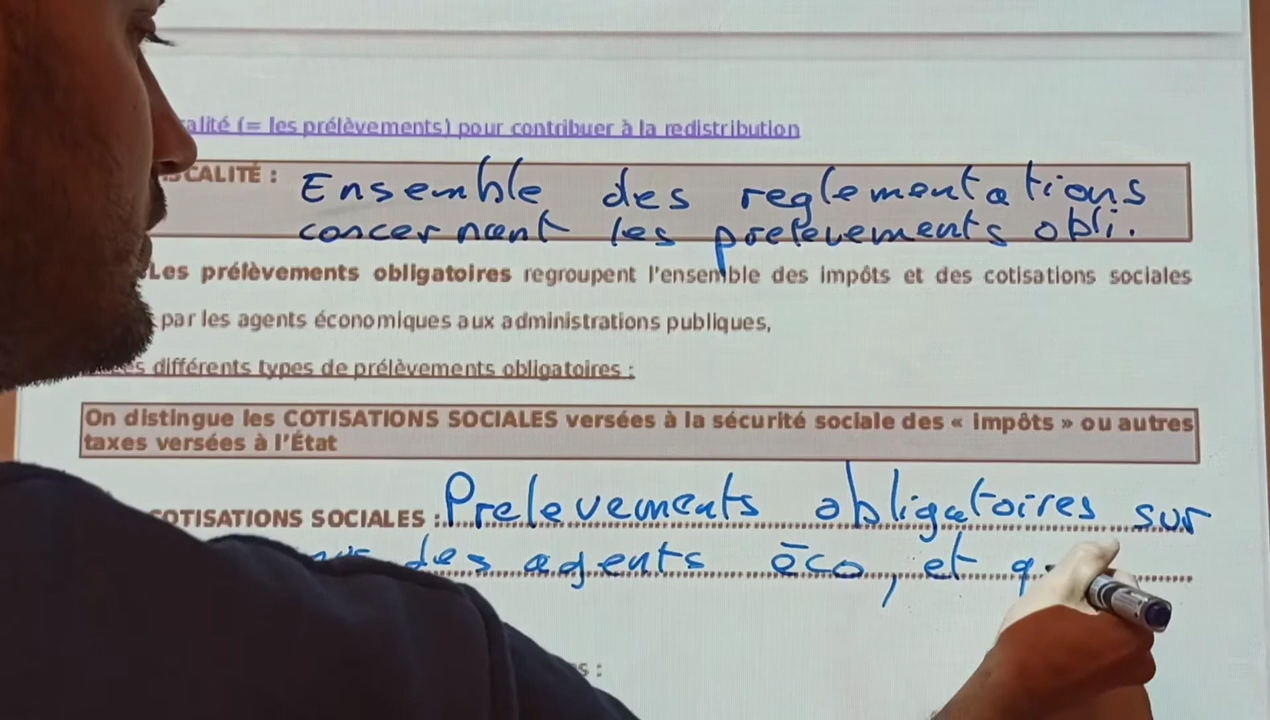 alité (= les prélèvements) pour contribuer à la redistribution
SCALITÉ : Ensemble des reglementations
concernant les prelevements obli.
Les prélèvements obligatoires regroupent l'ensemble des impôts et des cotisations sociales
par les agents économiques aux administrations publiques,
es différents types de prélèvements obligatoires :
On distingue les COTISATIONS SOCIALES versées à la sécurité sociale des « impôts » ou autres
taxes versées à l'État
COTISATIONS SOCIALES : Prelevements obligatoires sur
des agents éco, et q
s :